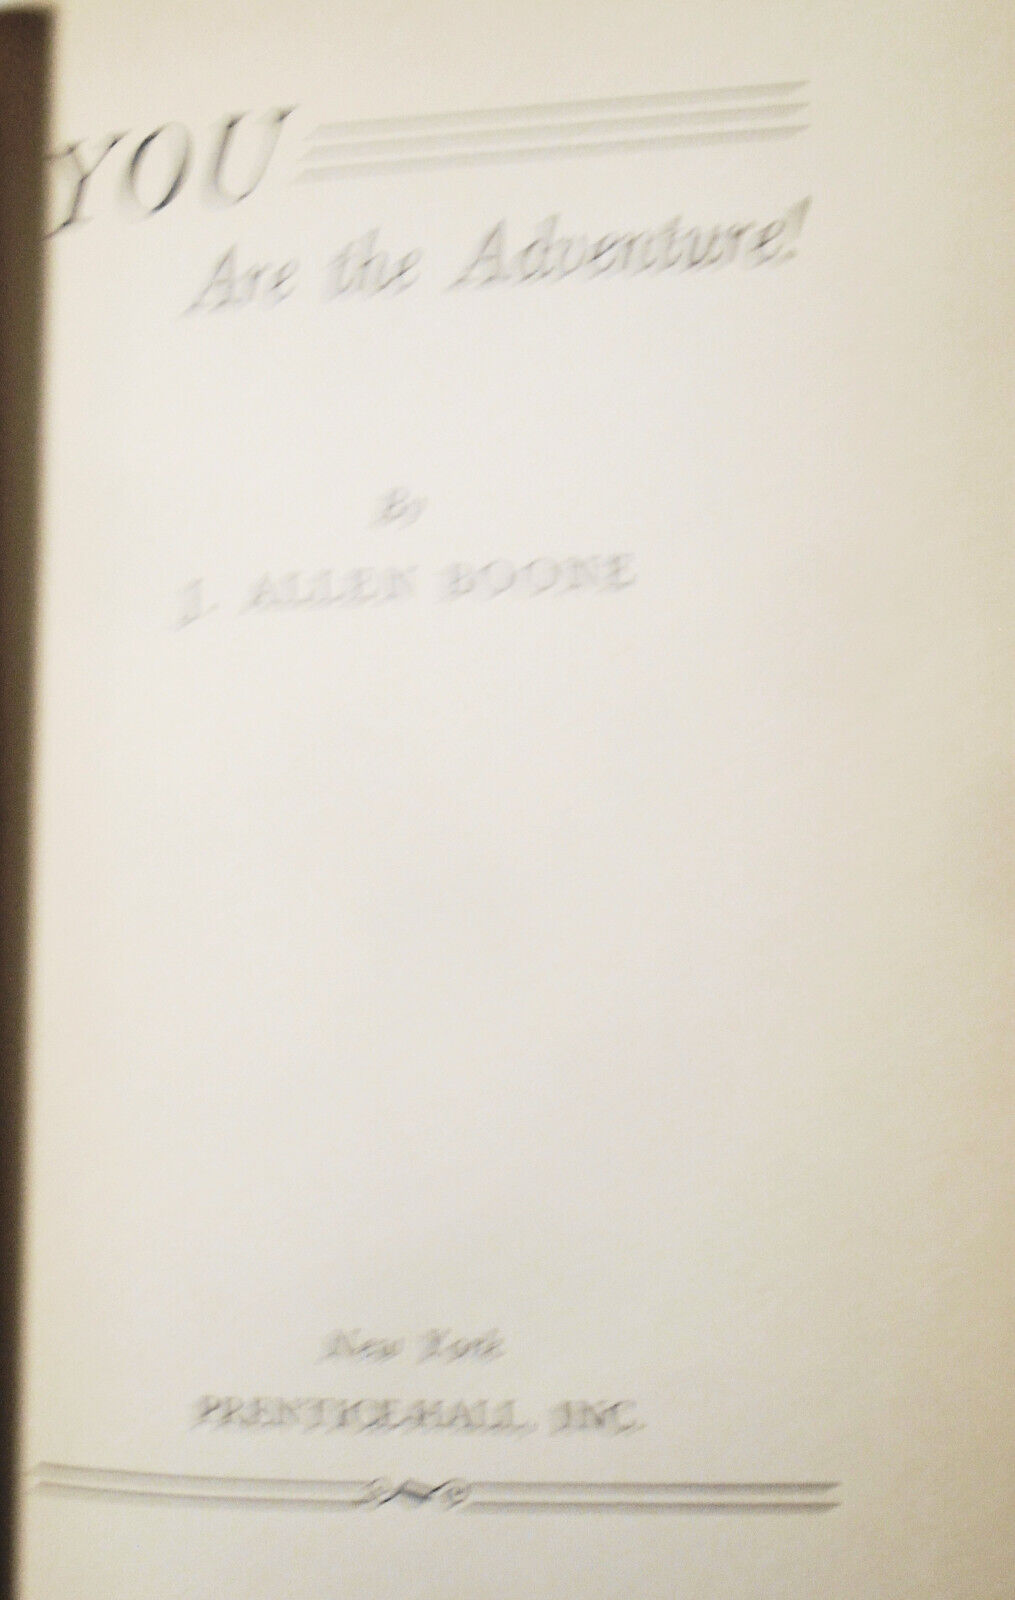 YOU
Are the Adventure!
By
J. ALLEN BOONE
New York
PRENTICE-HALL, INC.